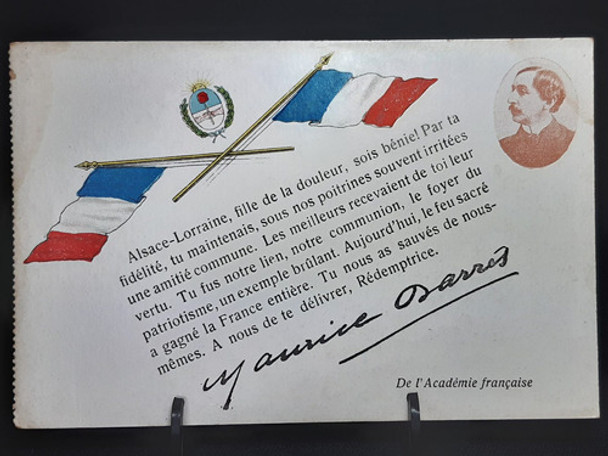 Alsace-Lorraine, fille de la douleur, sois bénie! Par ta
fidélité, tu maintenais, sous nos poitrines souvent irritées
une amitié commune. Les meilleurs recevaient de toi leur
vertu. Tu fus notre lien, notre communion, le foyer du
patriotisme, un exemple brûlant. Aujourd'hui, le feu sacré
a gagné la France entière. Tu nous as sauvés de nous-
mêmes. A nous de te délivrer, Rédemptrice.
Maurice Barrès
De l'Académie française